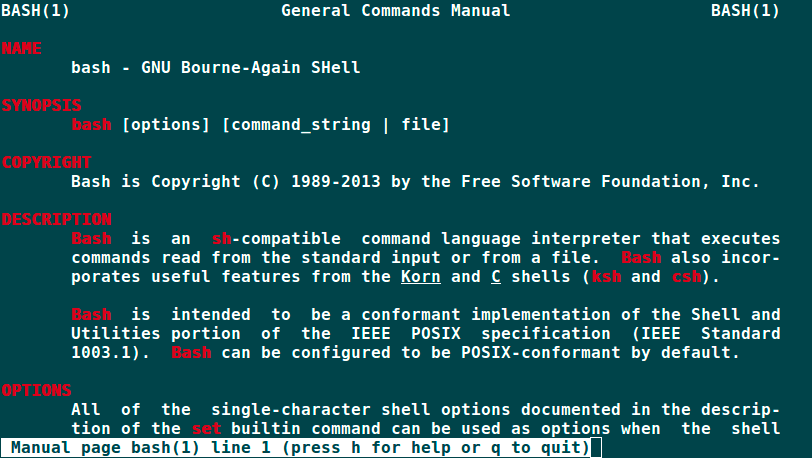 BASH(1) General Commands Manual BASH(1)
NAME
bash - GNU Bourne-Again SHell
SYNOPSIS
bash [options] [command_string | file]
COPYRIGHT
Bash is Copyright (C) 1989-2013 by the Free Software Foundation, Inc.
DESCRIPTION
Bash is an sh-compatible command language interpreter that executes
commands read from the standard input or from a file. Bash also incor-
porates useful features from the Korn and C shells (ksh and csh).
Bash is intended to be a conformant implementation of the Shell and
Utilities portion of the IEEE POSIX specification (IEEE Standard
1003.1). Bash can be configured to be POSIX-conformant by default.
OPTIONS
All of the single-character shell options documented in the descrip-
tion of the set builtin command can be used as options when the shell
Manual page bash(1) line 1 (press h for help or q to quit)